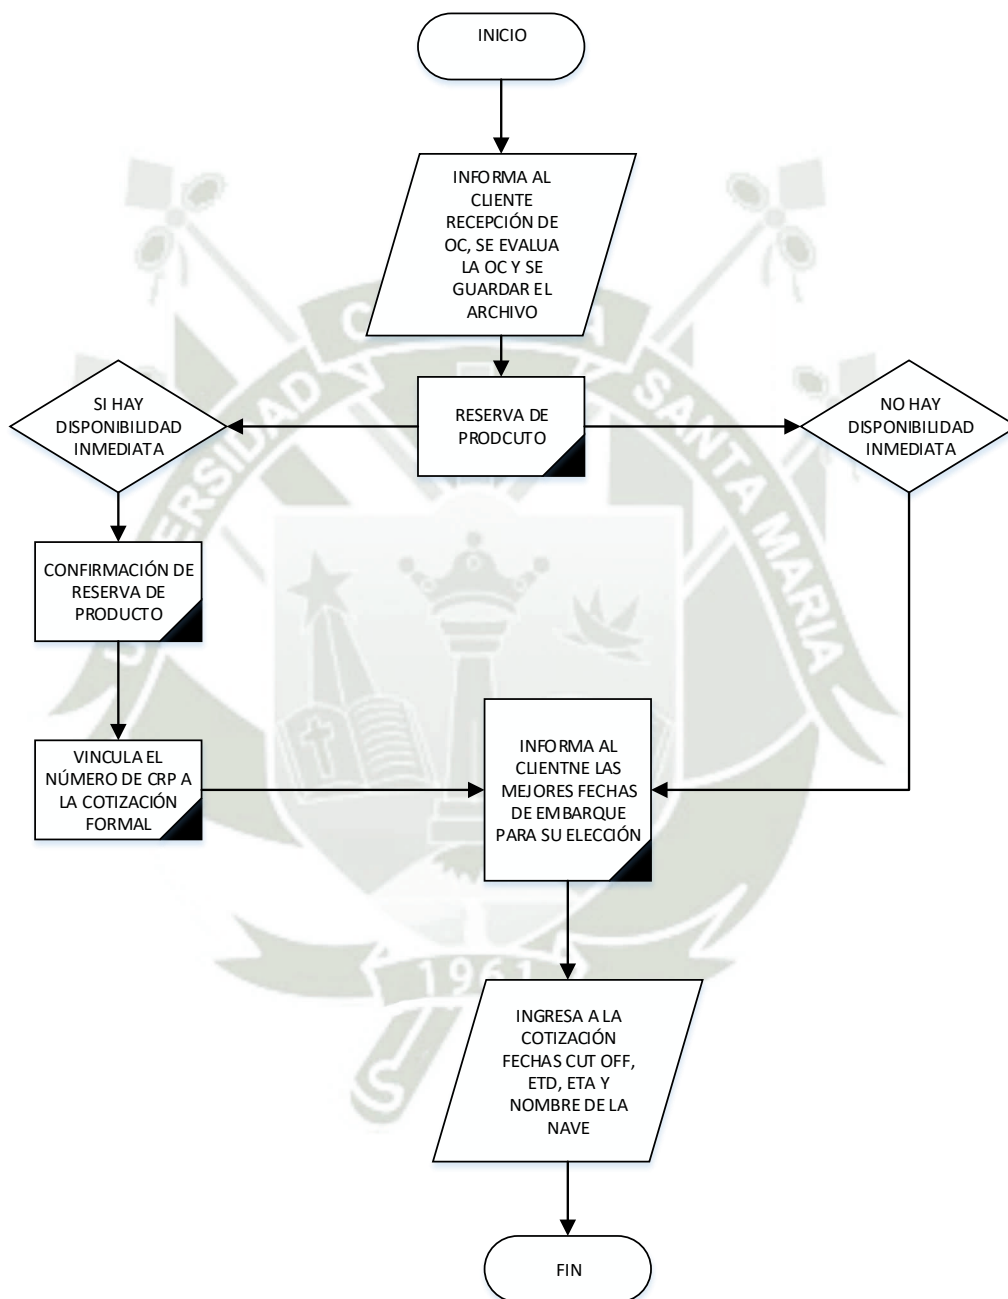 INICIO
INFORMA AL
CLIENTE
RECEPCIÓN DE
OC, SE EVALUA
LA OC Y SE
GUARDAR EL
ARCHIVO
SI HAY
DISPONIBILIDAD
INMEDIATA
RESERVA DE
PRODCUTO
NO HAY
DISPONIBILIDAD
INMEDIATA
CONFIRMACIÓN DE
RESERVA DE
PRODUCTO
VINCULA EL
NÚMERO DE CRP A
LA COTIZACIÓN
FORMAL
INFORMA AL
CLIENTNE LAS
MEJORES FECHAS
DE EMBARQUE
PARA SU ELECCIÓN
INGRESA A LA
COTIZACIÓN
FECHAS CUT OFF,
ETD, ETA Y
NOMBRE DE LA
NAVE
FIN
SANTA MARIA
1961